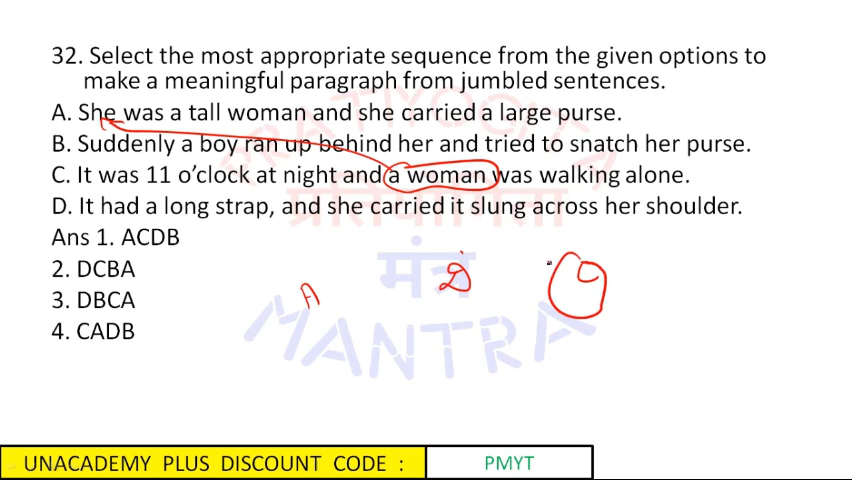 32. Select the most appropriate sequence from the given options to
make a meaningful paragraph from jumbled sentences.
A. She was a tall woman and she carried a large purse.
B. Suddenly a boy ran up behind her and tried to snatch her purse.
C. It was 11 o’clock at night and a woman was walking alone.
D. It had a long strap, and she carried it slung across her shoulder.
Ans 1. ACDB
2. DCBA
3. DBCA
4. CADB
A D C
PRATIYOGITA
प्रतियोगिता
मंत्र
MANTRA
UNACADEMY PLUS DISCOUNT CODE : PMYT